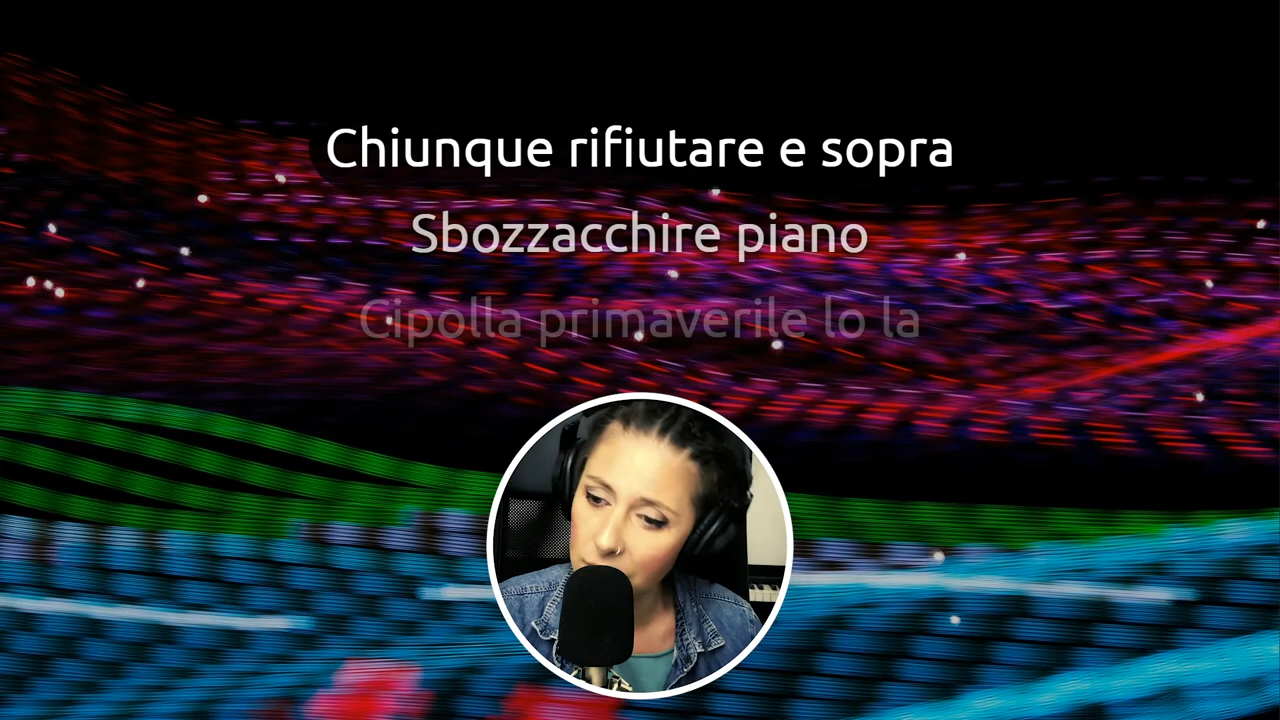 Chiunque rifiutare e sopra
Sbozzacchire piano
Cipolla primaverile lo la